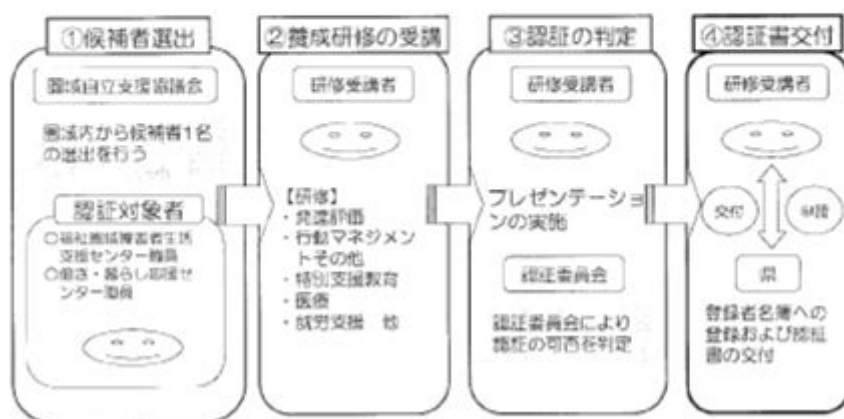 ①候補者選出
圏域自立支援協議会
圏域内から候補者1名
の選出を行う
認証対象者
○福祉圏域障害者生活
支援センター職員
○働き・暮らし応援セ
ンター職員
②養成研修の受講
研修受講者
【研修】
・発達評価
・行動マネジメン
トその他
・特別支援教育
・医療
・就労支援 他
③認証の判定
研修受講者
プレゼンテーショ
ンの実施
認証委員会
認証委員会により
認証の可否を判定
④認証書交付
研修受講者
交付
申請
県
登録者名簿への
登録および認証
書の交付